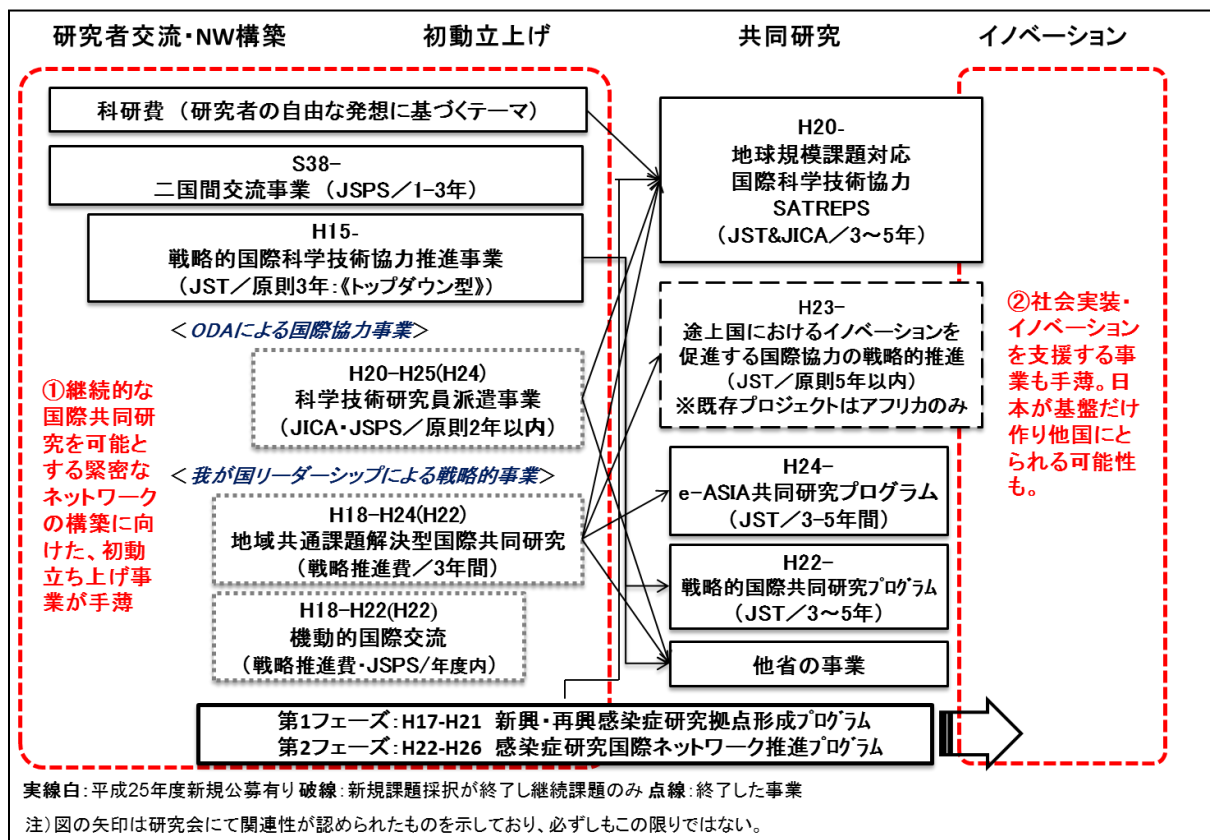 研究者交流・NW構築
初動立上げ
共同研究
イノベーション
科研費 (研究者の自由な発想に基づくテーマ)
S38−
二国間交流事業 (JSPS/1−3年)
H15-
戦略的国際科学技術協力推進事業
(JST/原則3年:《トップダウン型》)
<ODAによる国際協力事業>
H20−H25(H24)
科学技術研究員派遣事業
(JICA・JSPS/原則2年以内)
①継続的な
国際共同研
究を可能と
する緊密な
ネットワーク
の構築に向
けた、初動
立ち上げ事
業が手薄
<我が国リーダーシップによる戦略的事業>
H18−H24(H22)
地域共通課題解決型国際共同研究
(戦略推進費/3年間)
H18−H22(H22)
機動的国際交流
(戦略推進費・JSPS/年度内)
H20-
地球規模課題対応
国際科学技術協力
SATREPS
(JST&JICA/3〜5年)
H23−
途上国におけるイノベーションを
促進する国際協力の戦略的推進
(JST/原則5年以内)
※既存プロジェクトはアフリカのみ
H24−
e-ASIA共同研究プログラム
(JST/3−5年間)
H22−
戦略的国際共同研究プログラム
(JST/3〜5年)
他省の事業
②社会実装・
イノベーション
を支援する事
業も手薄。日
本が基盤だけ
作り他国にと
られる可能性
も。
第1フェーズ:H17-H21 新興・再興感染症研究拠点形成プログラム
第2フェーズ:H22-H26 感染症研究国際ネットワーク推進プログラム
実線白:平成25年度新規公募有り 破線:新規課題採択が終了し継続課題のみ 点線:終了した事業
注)図の矢印は研究会にて関連性が認められたものを示しており、必ずしもこの限りではない。